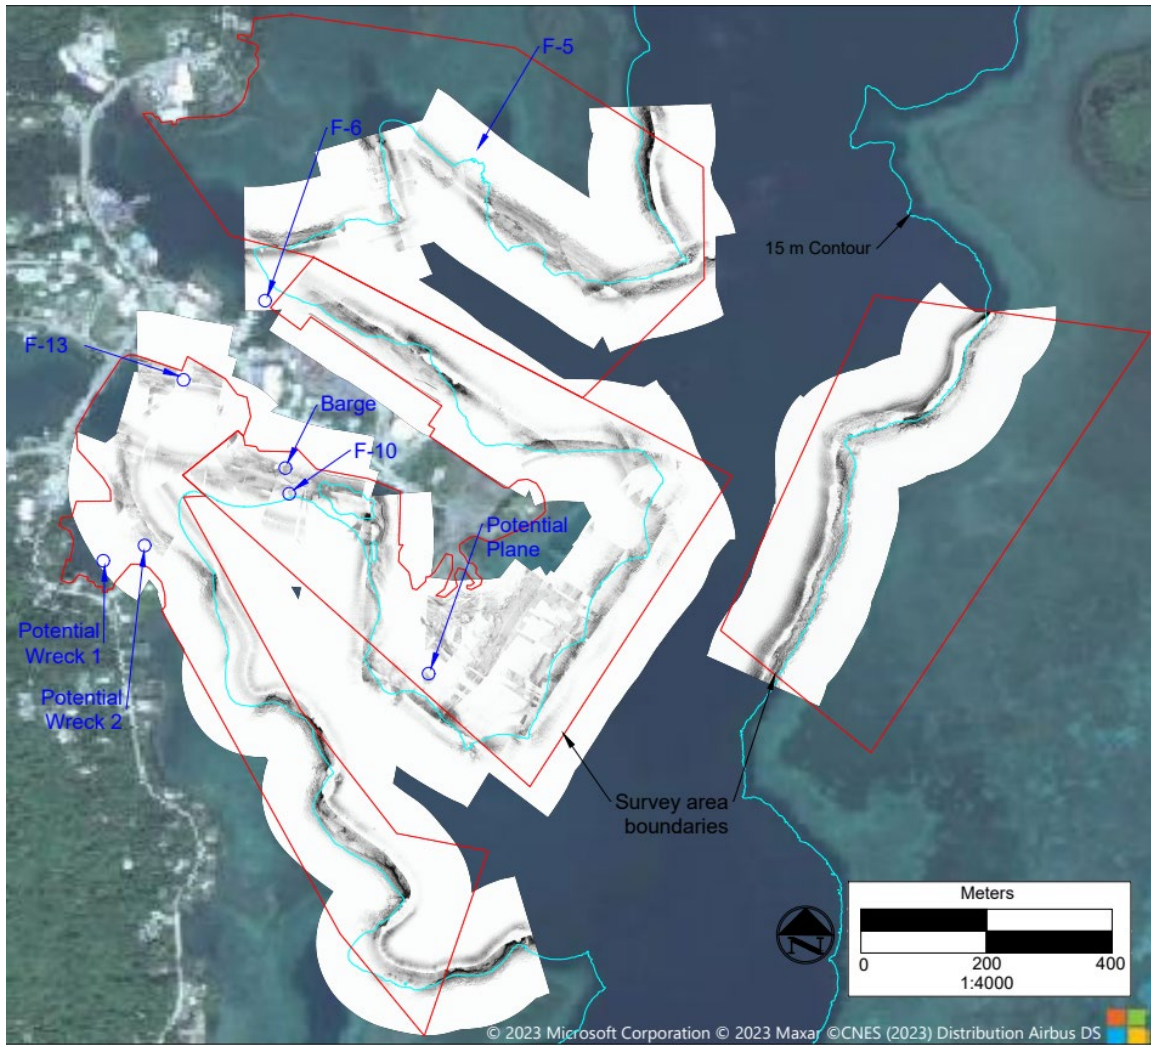 F-5
F-6
15 m Contour
F-13
Barge
F-10
Potential
Plane
Potential
Wreck 1
Potential
Wreck 2
Survey area
boundaries
Meters
N
0 200 400
1:4000
© 2023 Microsoft Corporation © 2023 Maxar ©CNES (2023) Distribution Airbus DS